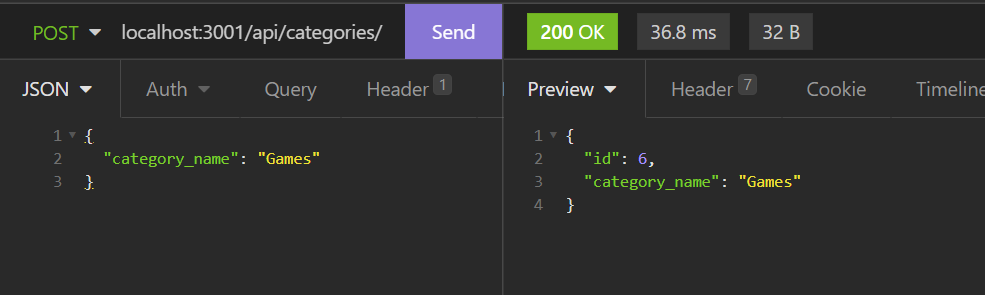 POST localhost:3001/api/categories/ Send 200 OK 36.8 ms 32 B
JSON Auth Query Header 1 Preview Header 7 Cookie Timeline
1 {
2 "category_name": "Games"
3 }
1 {
2 "id": 6,
3 "category_name": "Games"
4 }